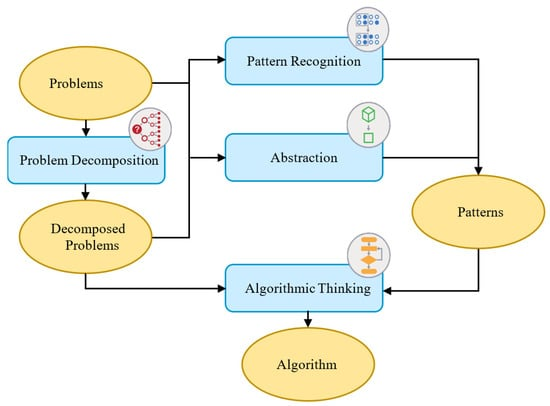 Problems
Pattern Recognition
Problem Decomposition
?
Abstraction
Decomposed
Problems
Patterns
Algorithmic Thinking
Algorithm